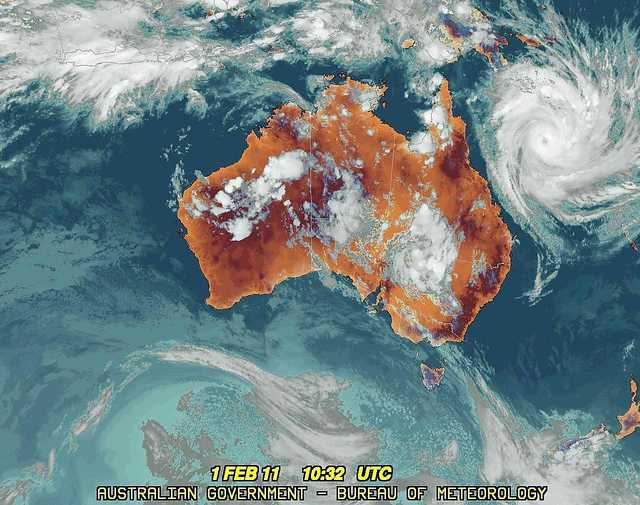 1 FEB 11 10:32 UTC
AUSTRALIAN GOVERNMENT - BUREAU OF METEOROLOGY